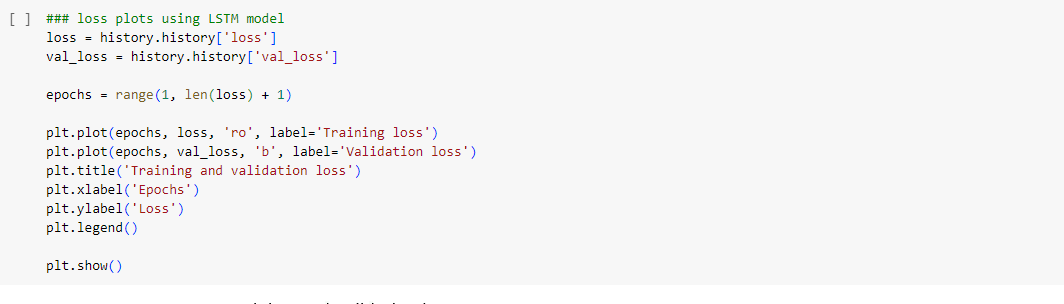 [ ] ### loss plots using LSTM model
loss = history.history['loss']
val_loss = history.history['val_loss']
epochs = range(1, len(loss) + 1)
plt.plot(epochs, loss, 'ro', label='Training loss')
plt.plot(epochs, val_loss, 'b', label='Validation loss')
plt.title('Training and validation loss')
plt.xlabel('Epochs')
plt.ylabel('Loss')
plt.legend()
plt.show()